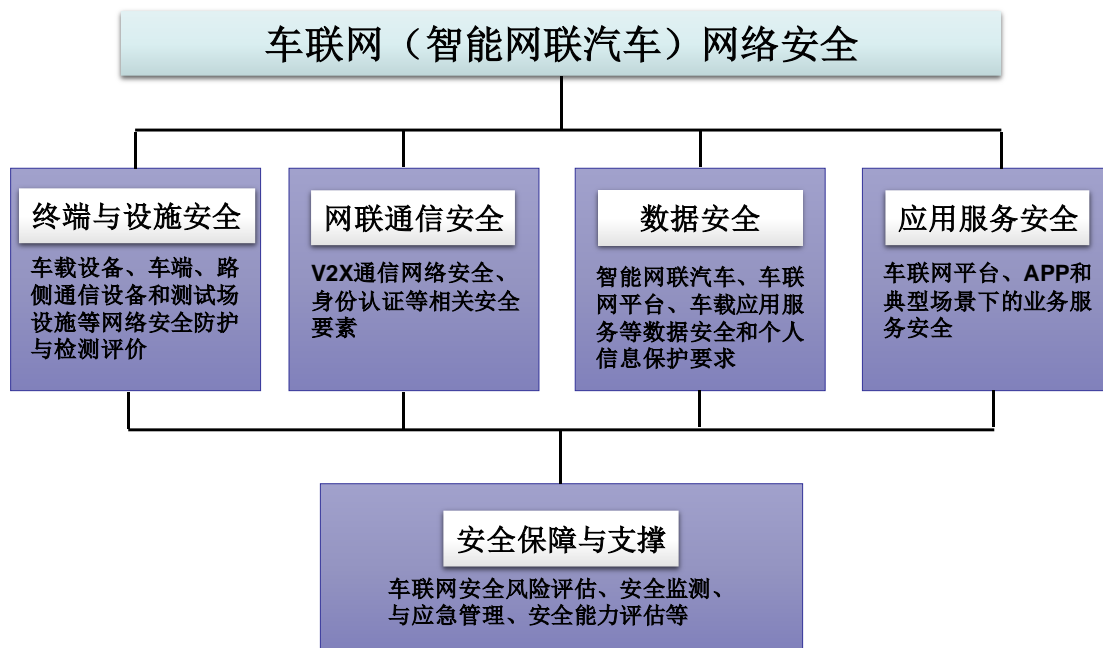 车联网（智能网联汽车）网络安全
终端与设施安全
车载设备、车端、路
侧通信设备和测试场
设施等网络安全防护
与检测评价
网联通信安全
V2X通信网络安全、
身份认证等相关安全
要素
数据安全
智能网联汽车、车联
网平台、车载应用服
务等数据安全和个人
信息保护要求
应用服务安全
车联网平台、APP和
典型场景下的业务服
务安全
安全保障与支撑
车联网安全风险评估、安全监测、
与应急管理、安全能力评估等